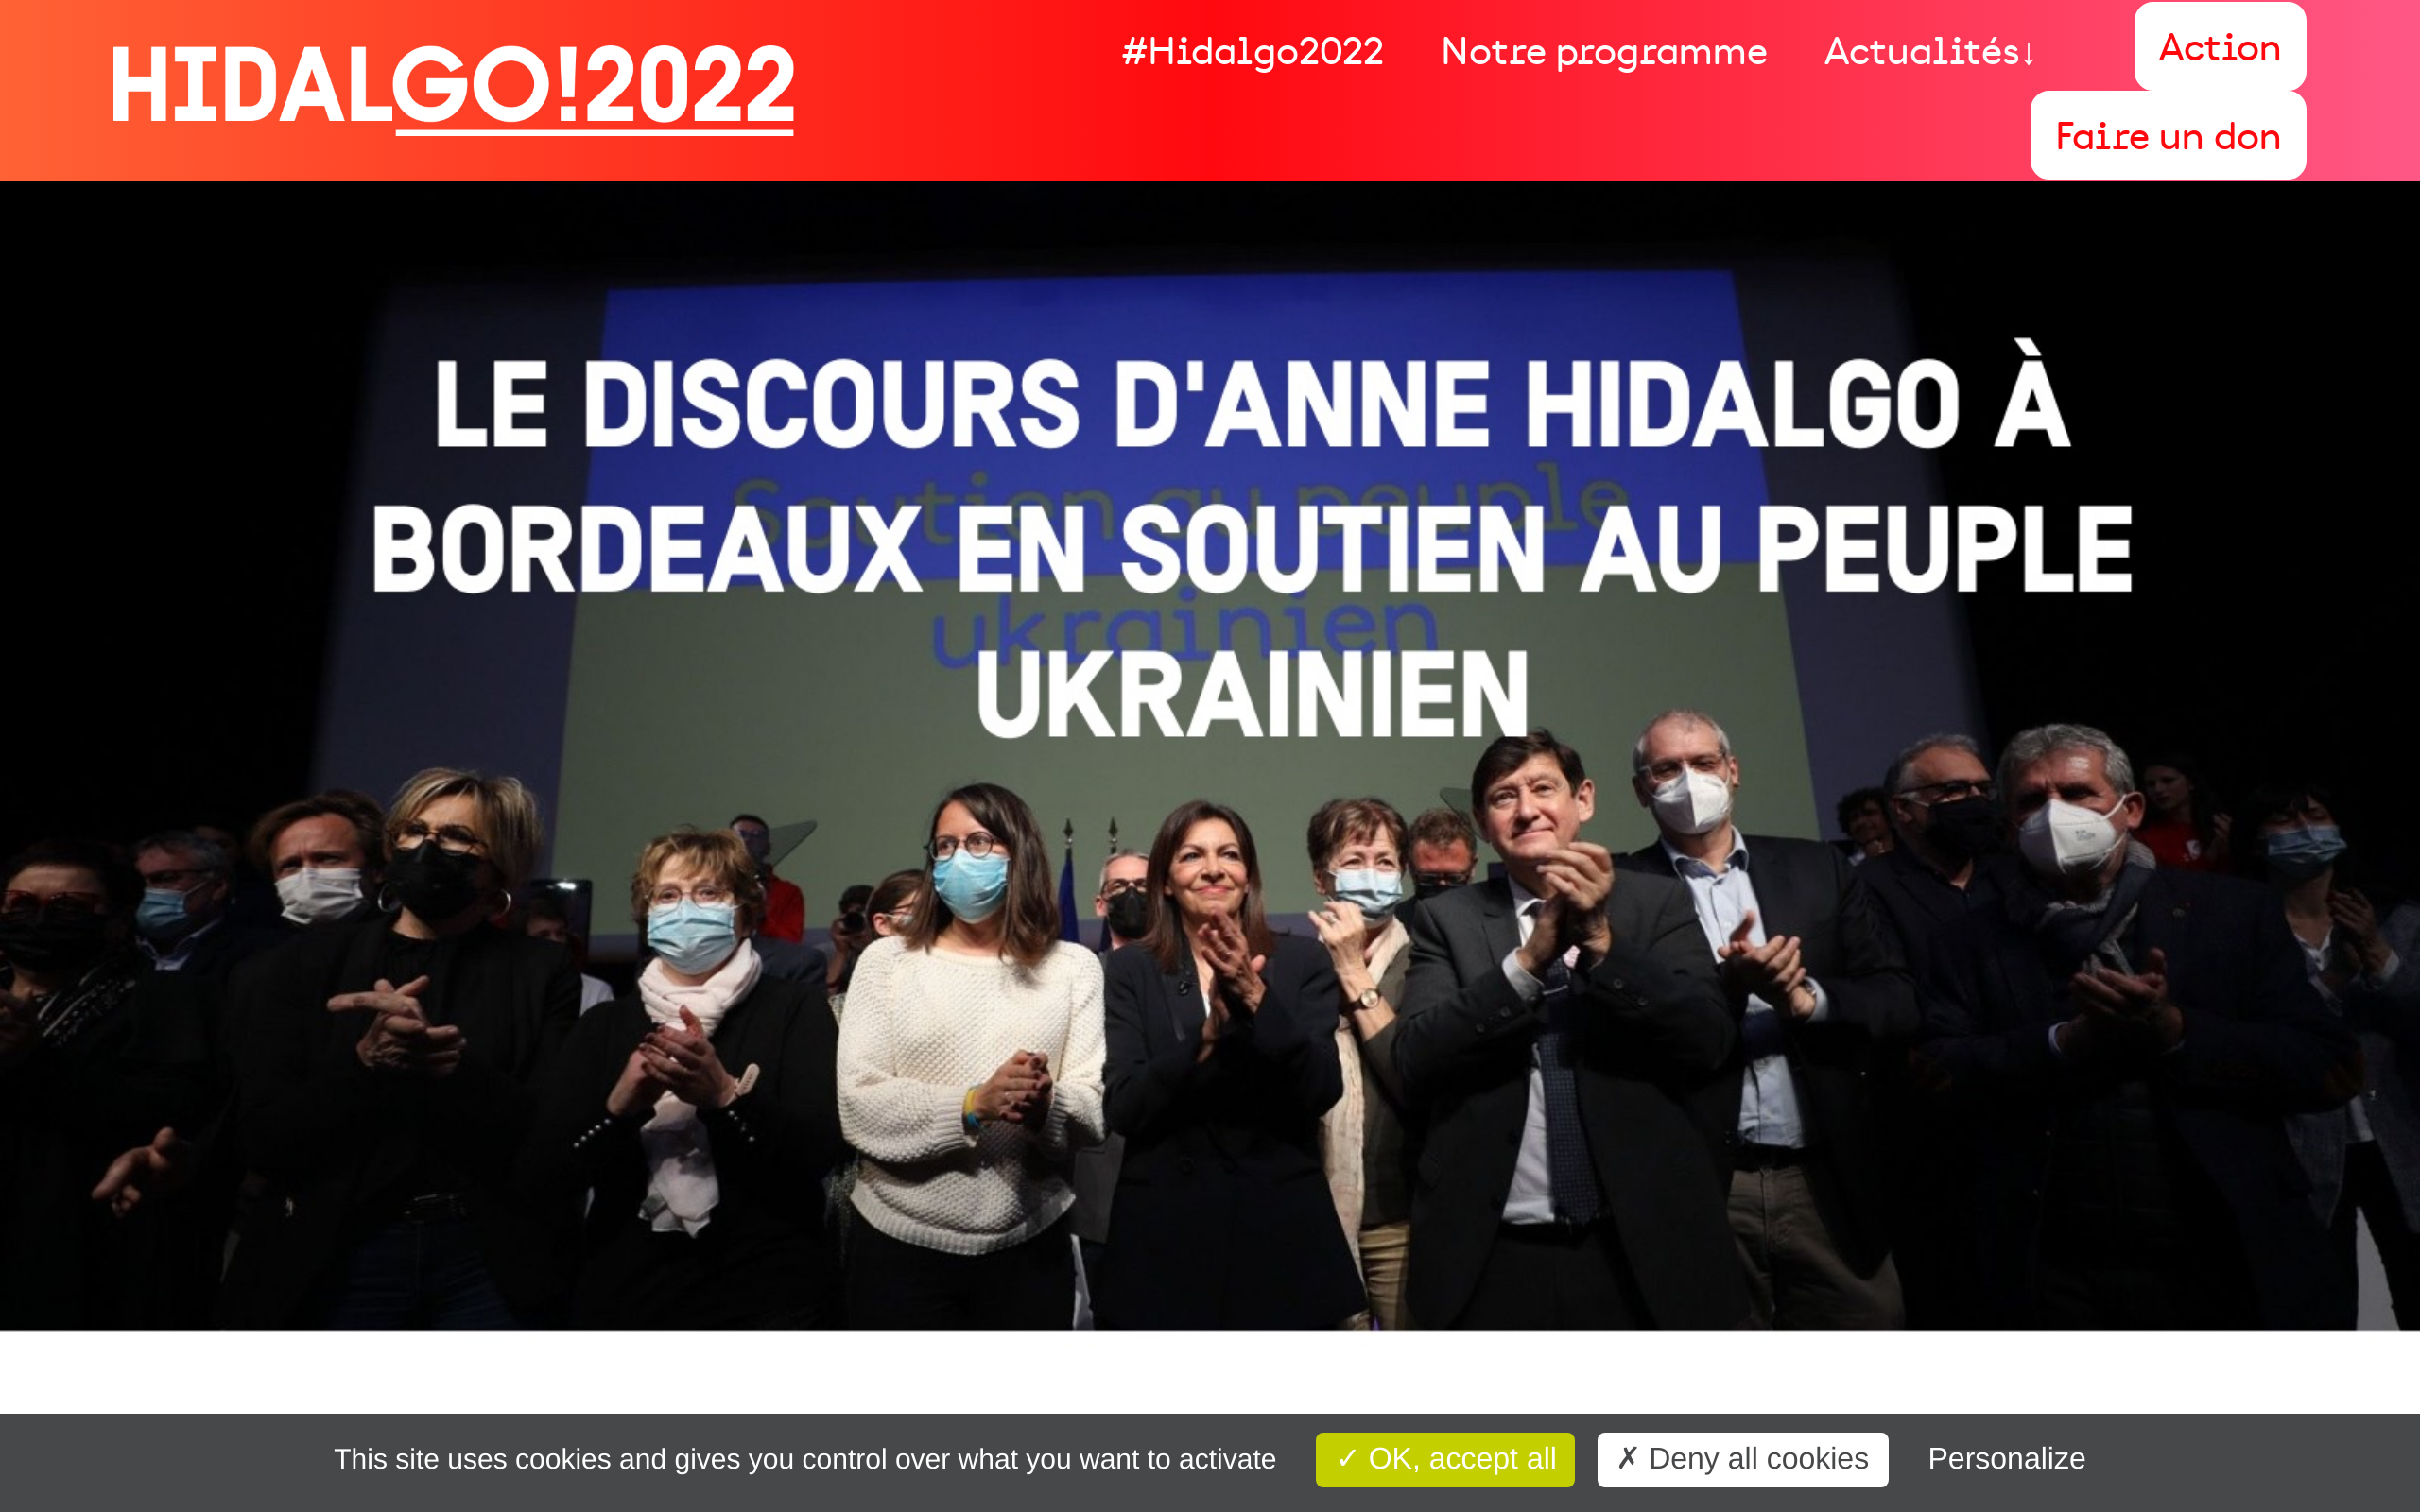 HIDALGO!2022
#Hidalgo2022 Notre programme Actualités↓ Action
Faire un don
LE DISCOURS D'ANNE HIDALGO À
BORDEAUX EN SOUTIEN AU PEUPLE
UKRAINIEN
Soutien au peuple
ukrainien
This site uses cookies and gives you control over what you want to activate ✓ OK, accept all ✗ Deny all cookies Personalize